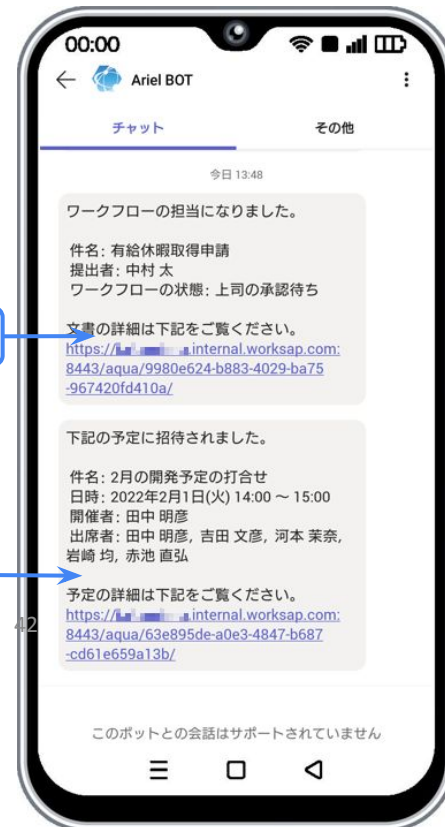 00:00
Ariel BOT
チャット
その他
今日 13:48
ワークフローの担当になりました。
件名: 有給休暇取得申請
提出者: 中村 太
ワークフローの状態: 上司の承認待ち
文書の詳細は下記をご覧ください。
https://
.internal.worksap.com:
8443/aqua/9980e624-b883-4029-ba75
-967420fd410a/
下記の予定に招待されました。
件名: 2月の開発予定の打合せ
日時: 2022年2月1日(火) 14:00 ~ 15:00
開催者: 田中 明彦
出席者: 田中 明彦, 吉田 文彦, 河本 茉奈,
岩崎 均, 赤池 直弘
予定の詳細は下記をご覧ください。
https://
.internal.worksap.com:
42
8443/aqua/63e895de-a0e3-4847-b687
-cd61e659a13b/
このボットとの会話はサポートされていません